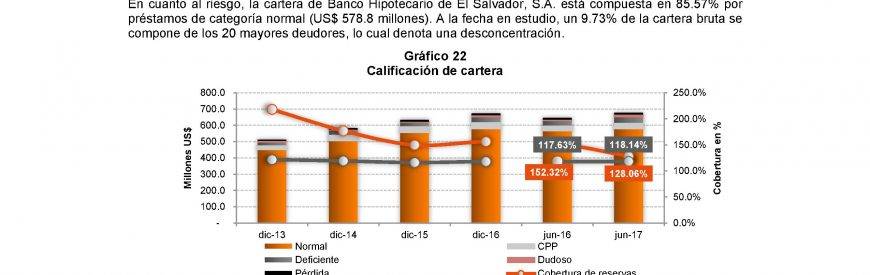 En cuanto al riesgo, la cartera de Banco Hipotecario de El Salvador, S.A. está compuesta en 85.57% por
préstamos de categoría normal (US$ 578.8 millones). A la fecha en estudio, un 9.73% de la cartera bruta se
compone de los 20 mayores deudores, lo cual denota una desconcentración.
Gráfico 22
Calificación de cartera
800.0
700.0
600.0
500.0
400.0
300.0
200.0
100.0
-
Millones US$
250.0%
200.0%
150.0%
100.0%
50.0%
0.0%
Cobertura en %
117.63%
118.14%
152.32%
128.06%
dic-13
dic-14
dic-15
dic-16
jun-16
jun-17
Normal
CPP
Deficiente
Dudoso
Pérdida
Cobertura de reservas